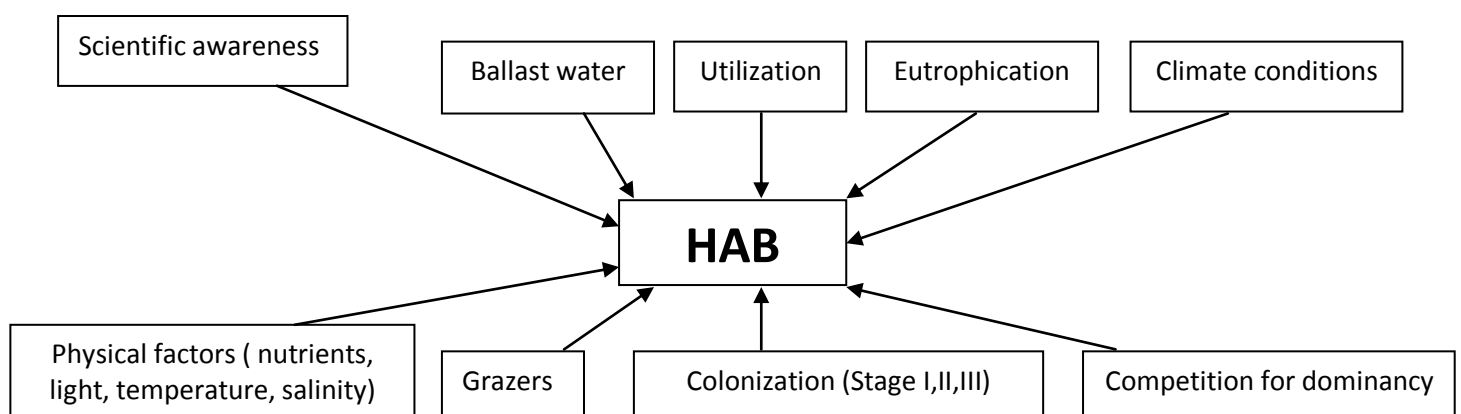 Scientific awareness
Ballast water
Utilization
Eutrophication
Climate conditions
HAB
Physical factors ( nutrients,
light, temperature, salinity)
Grazers
Colonization (Stage I,II,III)
Competition for dominancy